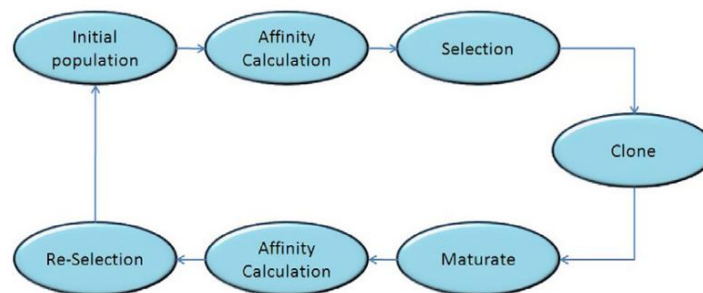 Initial
population
Affinity
Calculation
Selection
Clone
Maturate
Affinity
Calculation
Re-Selection